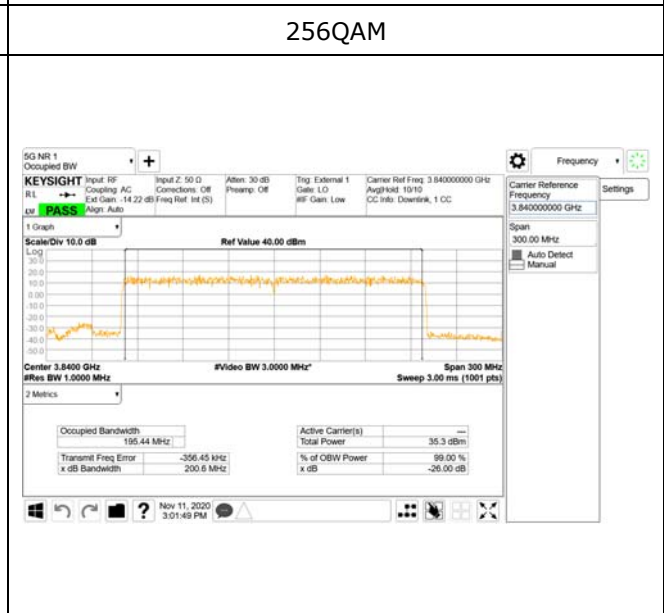 256QAM
5G NR 1
Occupied BW
Frequency
KEYSIGHT
RL
PASS
Input: RF
Coupling: AC
Ext Gain: -14.22 dB
Align: Auto
Input Z: 50 Ω
Corrections: Off
Freq Ref: Int (S)
Atten: 30 dB
Preamp: Off
Trig: External 1
Gate: LO
#IF Gain: Low
Carrier Ref Freq: 3.840000000 GHz
Avg|Hold: 10/10
CC Info: Downlink, 1 CC
Carrier Reference
Frequency
3.840000000 GHz
Settings
Span
300.00 MHz
Auto Detect
Manual
1 Graph
Scale/Div 10.0 dB
Ref Value 40.00 dBm
Log
30.0
20.0
10.0
0.00
-10.0
-20.0
-30.0
-40.0
-50.0
Center 3.8400 GHz
#Video BW 3.0000 MHz*
Span 300 MHz
#Res BW 1.0000 MHz
Sweep 3.00 ms (1001 pts)
2 Metrics
Occupied Bandwidth
195.44 MHz
Transmit Freq Error -356.45 kHz
x dB Bandwidth 200.6 MHz
Active Carrier(s) ---
Total Power 35.3 dBm
% of OBW Power 99.00 %
x dB -26.00 dB
Nov 11, 2020
3:01:49 PM